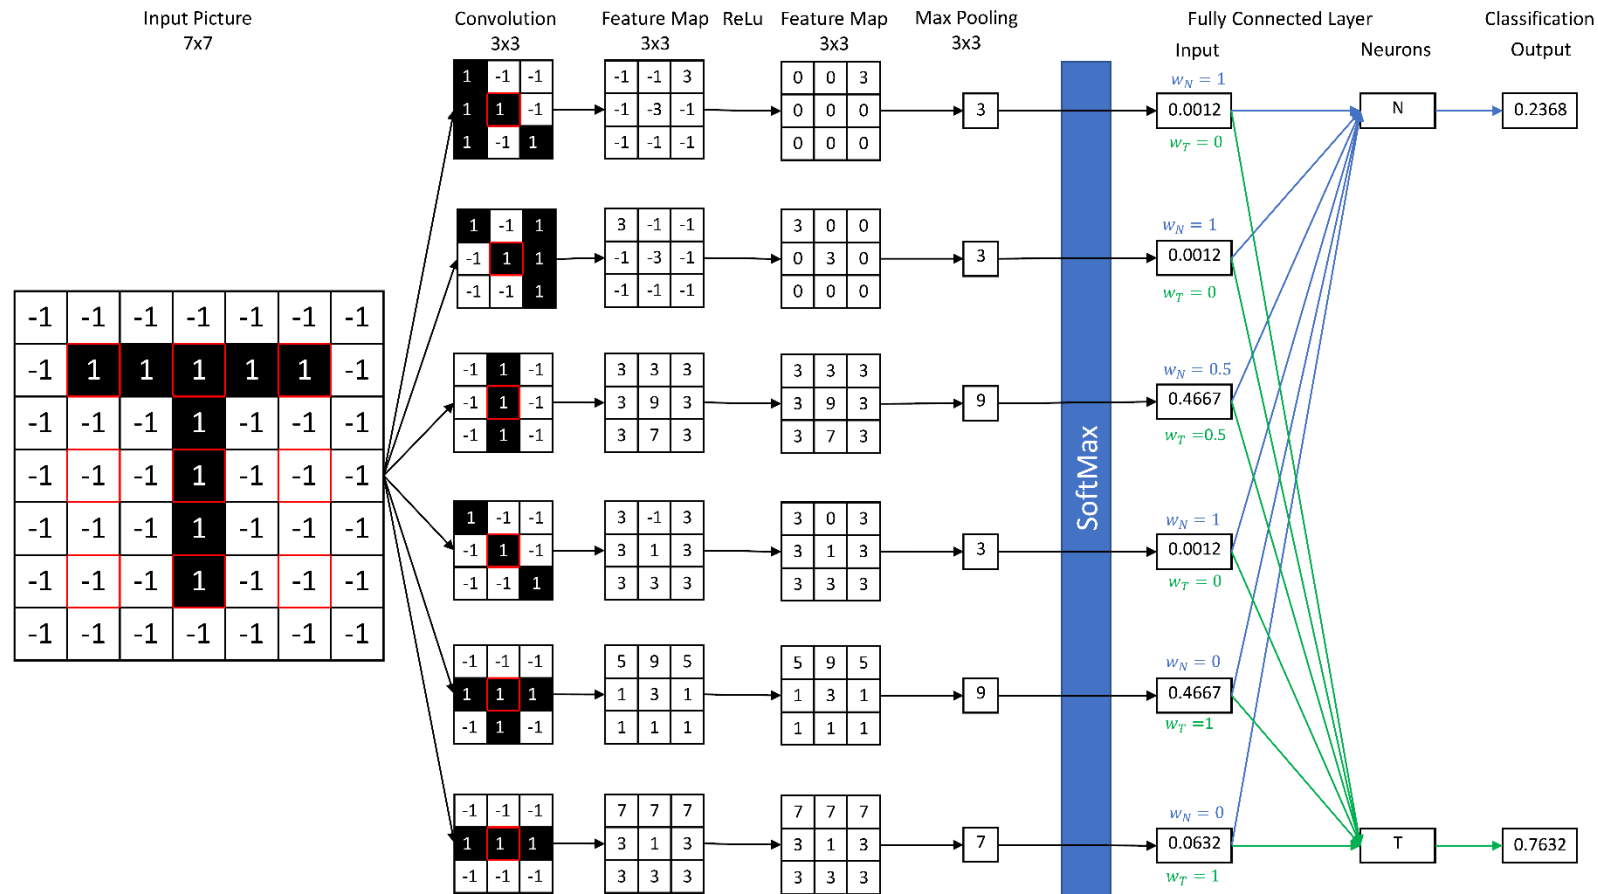 Input Picture
7x7
Convolution
3x3
Feature Map
3x3
ReLu
Feature Map
3x3
Max Pooling
3x3
Fully Connected Layer
Input
Neurons
Classification
Output
-1 -1 -1 -1 -1 -1 -1
-1 1 1 1 1 1 -1
-1 -1 -1 1 -1 -1 -1
-1 -1 -1 1 -1 -1 -1
-1 -1 -1 1 -1 -1 -1
-1 -1 -1 1 -1 -1 -1
-1 -1 -1 -1 -1 -1 -1
1 -1 -1
1 1 -1
1 -1 1
-1 -1 3
-1 -3 -1
-1 -1 -1
0 0 3
0 0 0
0 0 0
3
w_N = 1
0.0012
w_T = 0
N
0.2368
1 -1 1
-1 1 1
-1 -1 1
3 -1 -1
-1 -3 -1
-1 -1 -1
3 0 0
0 3 0
0 0 0
3
w_N = 1
0.0012
w_T = 0
-1 1 -1
-1 1 -1
-1 1 -1
3 3 3
3 9 3
3 7 3
3 3 3
3 9 3
3 7 3
9
w_N = 0.5
0.4667
w_T =0.5
SoftMax
1 -1 -1
-1 1 -1
-1 -1 1
3 -1 3
3 1 3
3 3 3
3 0 3
3 1 3
3 3 3
3
w_N = 1
0.0012
w_T = 0
-1 -1 -1
1 1 1
-1 1 -1
5 9 5
1 3 1
1 1 1
5 9 5
1 3 1
1 1 1
9
w_N = 0
0.4667
w_T =1
-1 -1 -1
1 1 1
-1 -1 -1
7 7 7
3 1 3
3 3 3
7 7 7
3 1 3
3 3 3
7
w_N = 0
0.0632
w_T = 1
T
0.7632